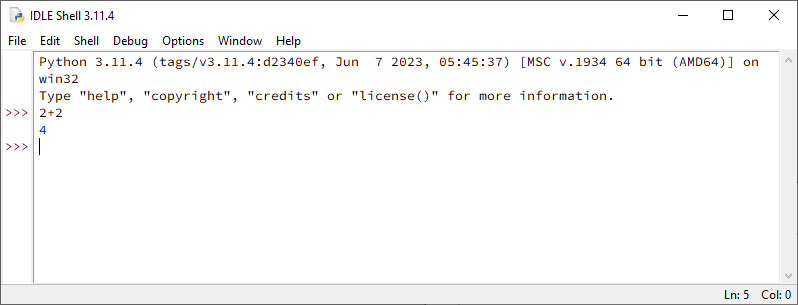 IDLE Shell 3.11.4
File Edit Shell Debug Options Window Help
Python 3.11.4 (tags/v3.11.4:d2340ef, Jun  7 2023, 05:45:37) [MSC v.1934 64 bit (AMD64)] on
win32
Type "help", "copyright", "credits" or "license()" for more information.
>>> 2+2
4
>>>
Ln: 5 Col: 0